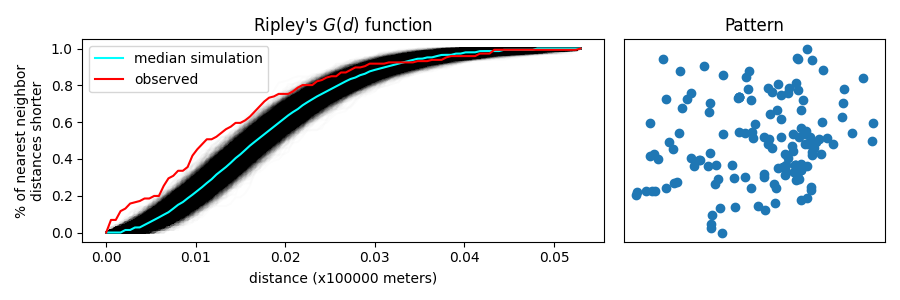 Ripley's G(d) function
Pattern
median simulation
observed
% of nearest neighbor
distances shorter
1.0
0.8
0.6
0.4
0.2
0.0
0.00 0.01 0.02 0.03 0.04 0.05
distance (x100000 meters)